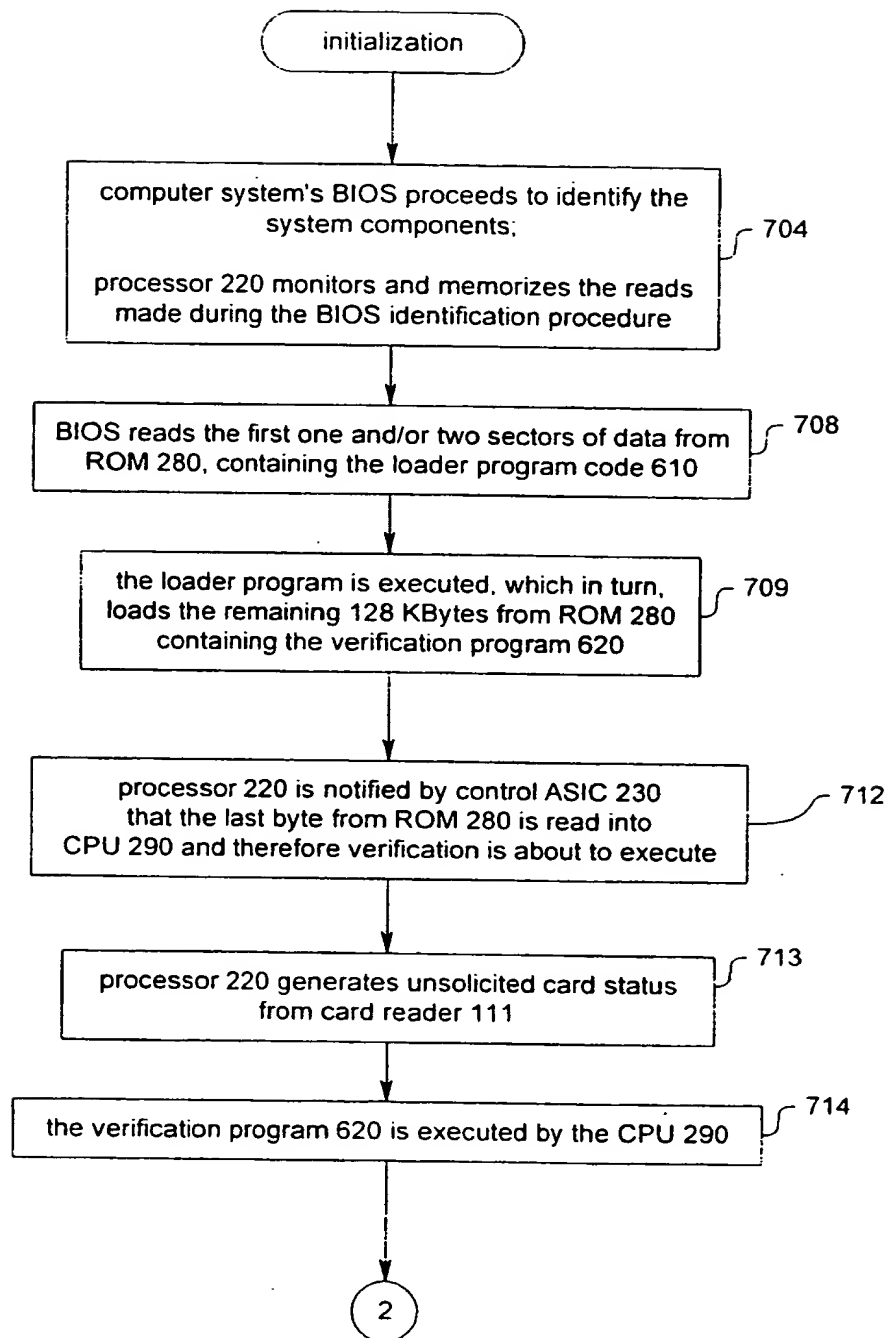 initialization
computer system's BIOS proceeds to identify the
system components;
processor 220 monitors and memorizes the reads
made during the BIOS identification procedure
704
BIOS reads the first one and/or two sectors of data from
ROM 280, containing the loader program code 610
708
the loader program is executed, which in turn,
loads the remaining 128 KBytes from ROM 280
containing the verification program 620
709
processor 220 is notified by control ASIC 230
that the last byte from ROM 280 is read into
CPU 290 and therefore verification is about to execute
712
processor 220 generates unsolicited card status
from card reader 111
713
the verification program 620 is executed by the CPU 290
714
2